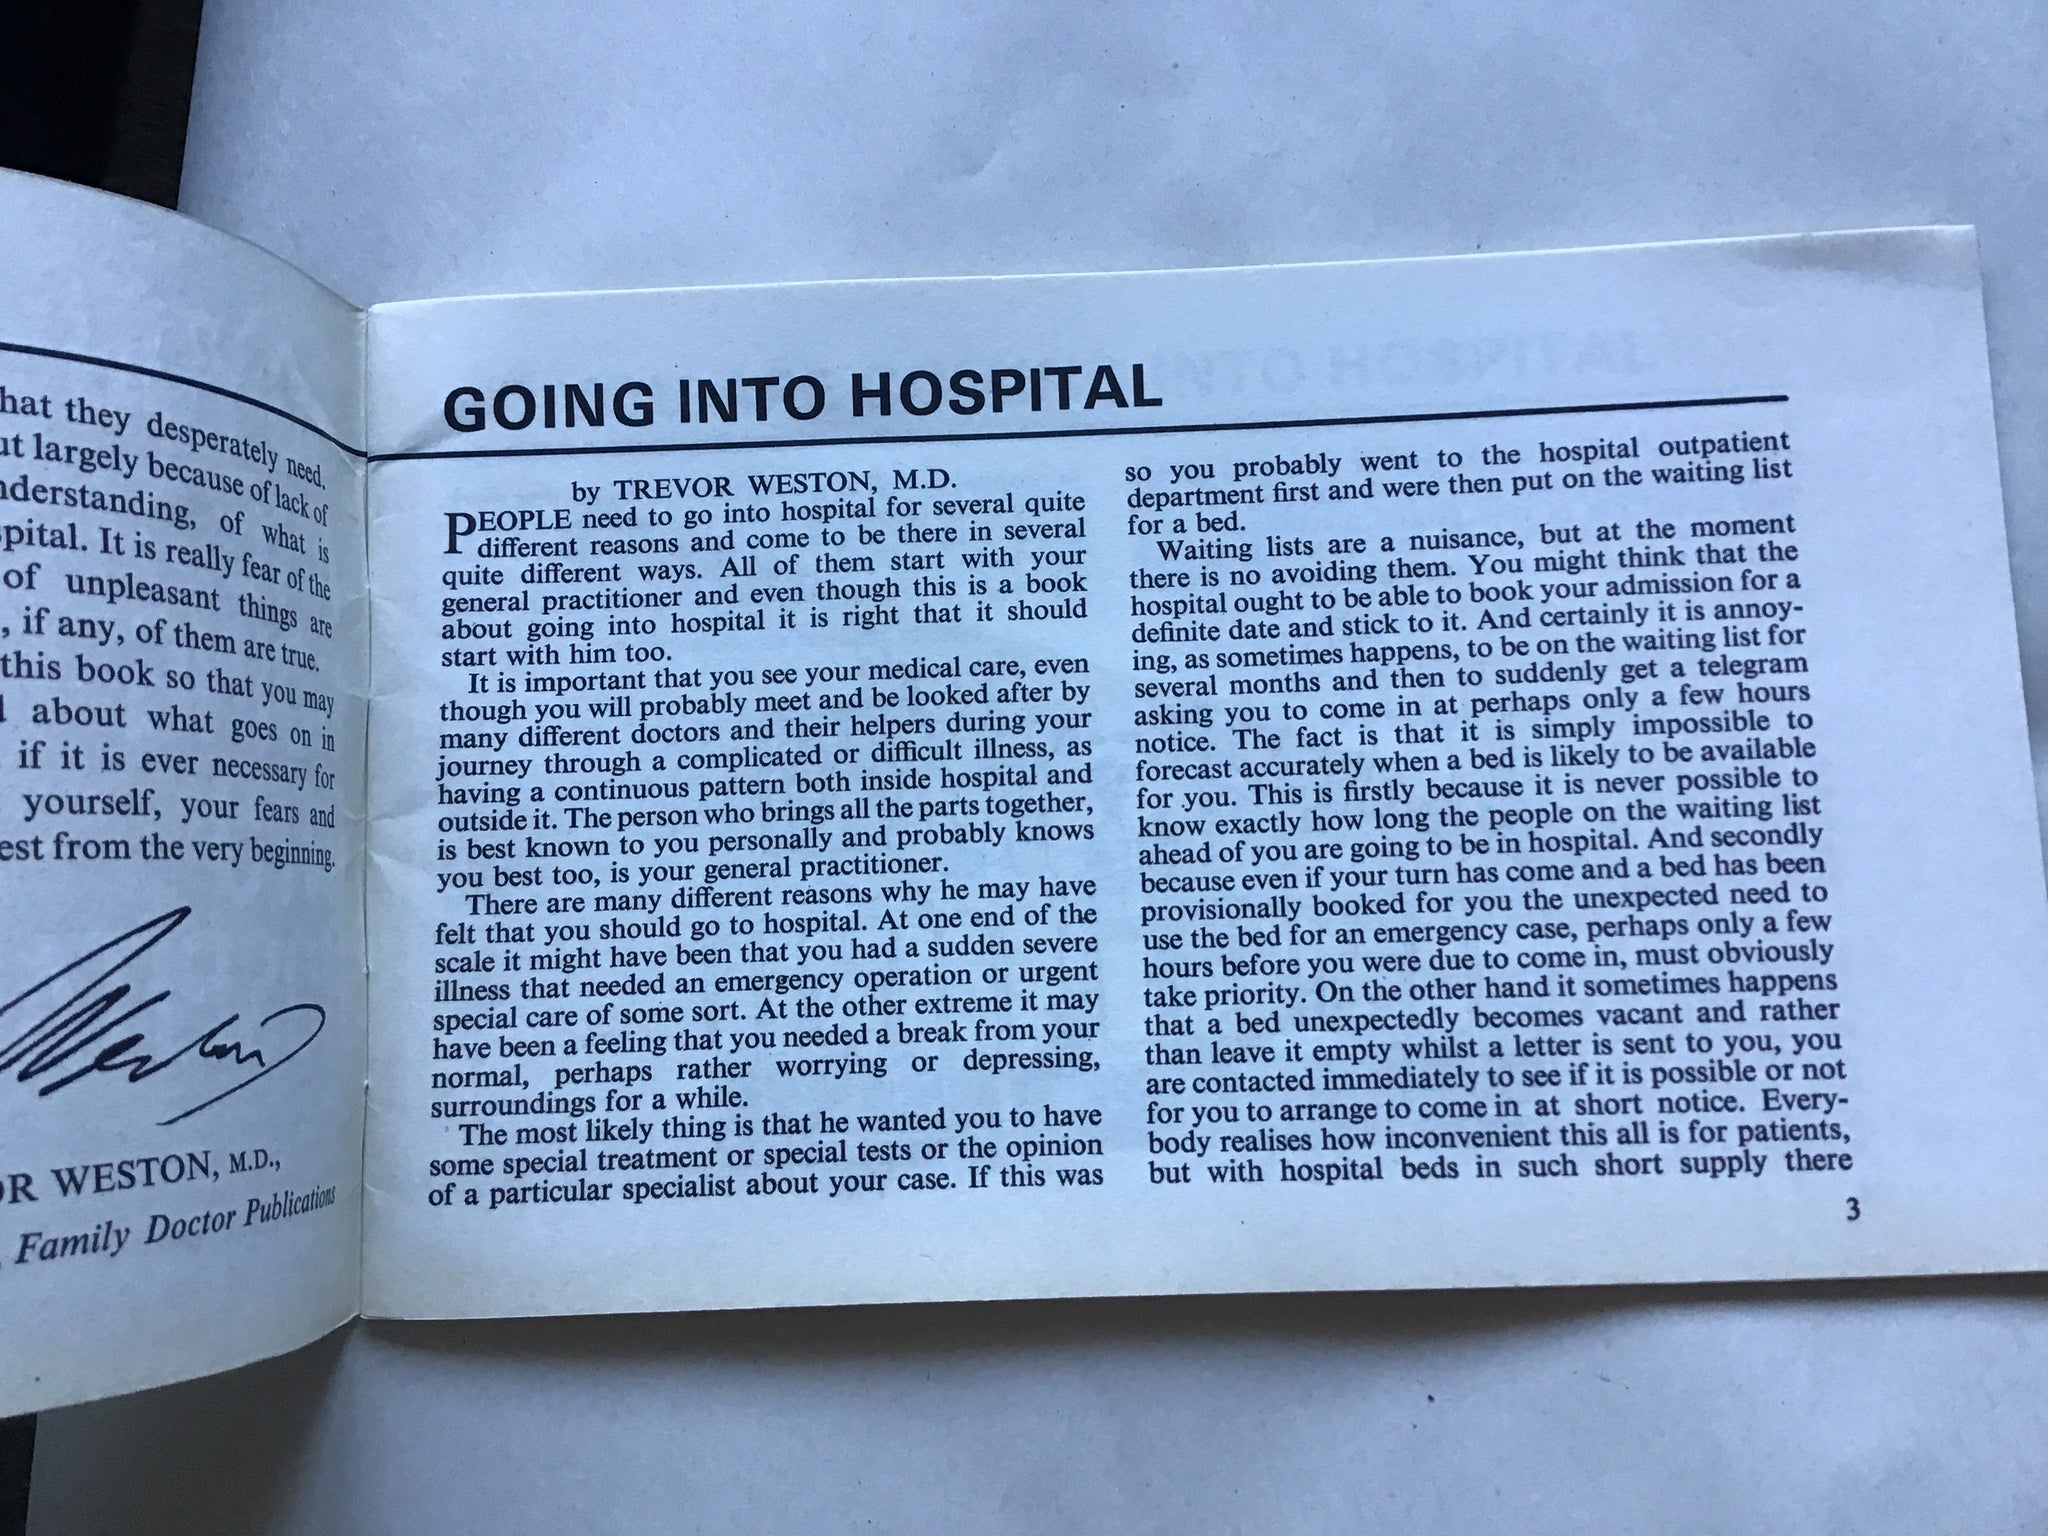 hat they desperately need.
ut largely because of lack of
nderstanding, of what is
spital. It is really fear of the
of unpleasant things are
, if any, of them are true.
this book so that you may
about what goes on in
if it is ever necessary for
yourself, your fears and
est from the very beginning.
Weston
OR WESTON, M.D.,
Family Doctor Publications
GOING INTO HOSPITAL
by TREVOR WESTON, M.D.
PEOPLE need to go into hospital for several quite
different reasons and come to be there in several
quite different ways. All of them start with your
general practitioner and even though this is a book
about going into hospital it is right that it should
start with him too.
It is important that you see your medical care, even
though you will probably meet and be looked after by
many different doctors and their helpers during your
journey through a complicated or difficult illness, as
having a continuous pattern both inside hospital and
outside it. The person who brings all the parts together,
is best known to you personally and probably knows
you best too, is your general practitioner.
There are many different reasons why he may have
felt that you should go to hospital. At one end of the
scale it might have been that you had a sudden severe
illness that needed an emergency operation or urgent
special care of some sort. At the other extreme it may
have been a feeling that you needed a break from your
normal, perhaps rather worrying or depressing,
surroundings for a while.
The most likely thing is that he wanted you to have
some special treatment or special tests or the opinion
of a particular specialist about your case. If this was
so you probably went to the hospital outpatient
department first and were then put on the waiting list
for a bed.
Waiting lists are a nuisance, but at the moment
there is no avoiding them. You might think that the
hospital ought to be able to book your admission for a
definite date and stick to it. And certainly it is annoy-
ing, as sometimes happens, to be on the waiting list for
several months and then to suddenly get a telegram
asking you to come in at perhaps only a few hours
notice. The fact is that it is simply impossible to
forecast accurately when a bed is likely to be available
for you. This is firstly because it is never possible to
know exactly how long the people on the waiting list
ahead of you are going to be in hospital. And secondly
because even if your turn has come and a bed has been
provisionally booked for you the unexpected need to
use the bed for an emergency case, perhaps only a few
hours before you were due to come in, must obviously
take priority. On the other hand it sometimes happens
that a bed unexpectedly becomes vacant and rather
than leave it empty whilst a letter is sent to you, you
are contacted immediately to see if it is possible or not
for you to arrange to come in at short notice. Every-
body realises how inconvenient this all is for patients,
but with hospital beds in such short supply there
3